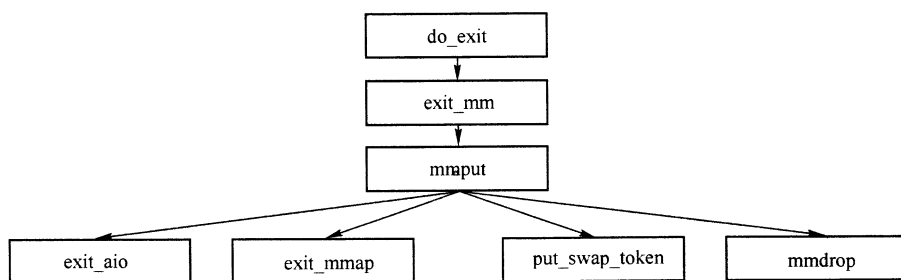 do_exit
exit_mm
mmput
exit_aio
exit_mmap
put_swap_token
mmdrop